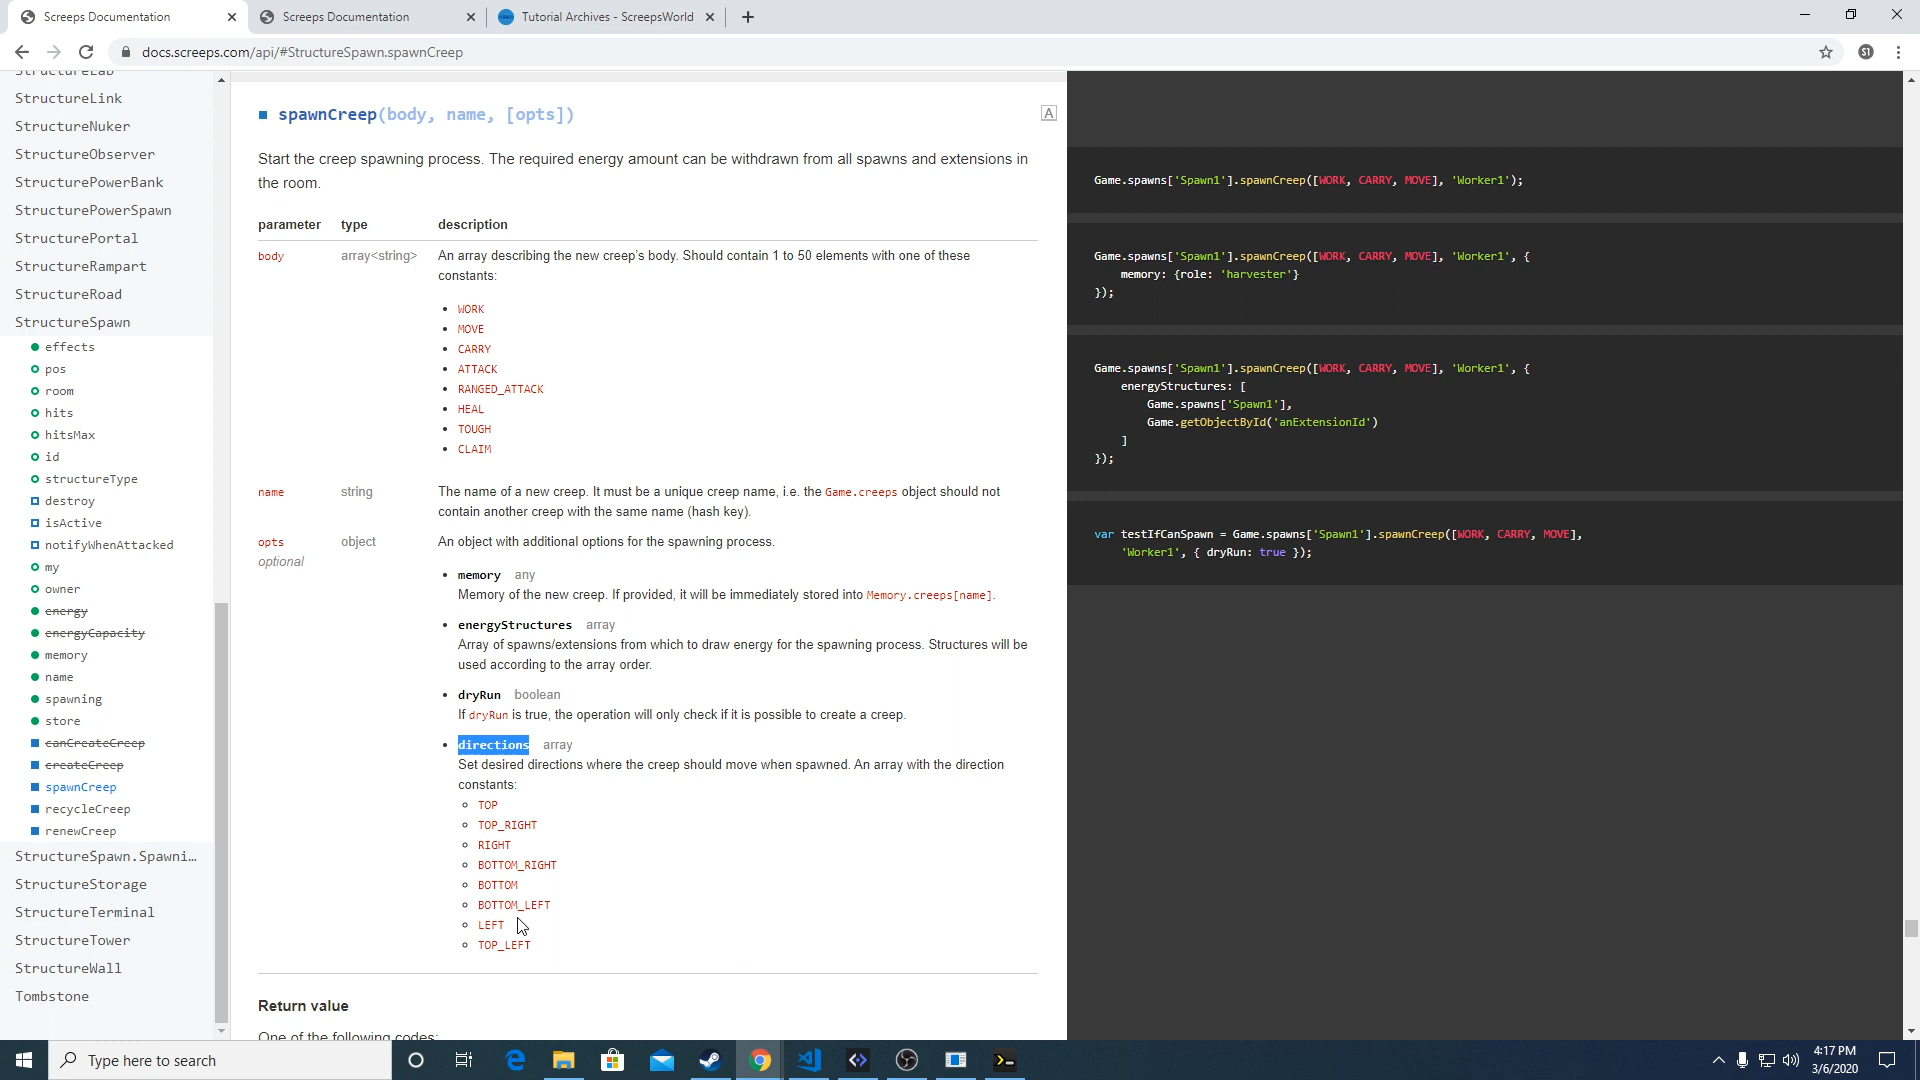 Screeps Documentation
Screeps Documentation
Tutorial Archives - ScreepsWorld
docs.screeps.com/api/#StructureSpawn.spawnCreep
S1
StructureLab
StructureLink
StructureNuker
StructureObserver
StructurePowerBank
StructurePowerSpawn
StructurePortal
StructureRampart
StructureRoad
StructureSpawn
effects
pos
room
hits
hitsMax
id
structureType
destroy
isActive
notifyWhenAttacked
my
owner
energy
energyCapacity
memory
name
spawning
store
canCreateCreep
createCreep
spawnCreep
recycleCreep
renewCreep
StructureSpawn.Spawni...
StructureStorage
StructureTerminal
StructureTower
StructureWall
Tombstone
spawnCreep(body, name, [opts])
A
Start the creep spawning process. The required energy amount can be withdrawn from all spawns and extensions in
the room.
parameter type description
body array<string> An array describing the new creep's body. Should contain 1 to 50 elements with one of these
constants:
WORK
MOVE
CARRY
ATTACK
RANGED_ATTACK
HEAL
TOUGH
CLAIM
name string The name of a new creep. It must be a unique creep name, i.e. the Game.creeps object should not
contain another creep with the same name (hash key).
opts object An object with additional options for the spawning process.
optional
memory any
Memory of the new creep. If provided, it will be immediately stored into Memory.creeps[name].
energyStructures array
Array of spawns/extensions from which to draw energy for the spawning process. Structures will be
used according to the array order.
dryRun boolean
If dryRun is true, the operation will only check if it is possible to create a creep.
directions array
Set desired directions where the creep should move when spawned. An array with the direction
constants:
TOP
TOP_RIGHT
RIGHT
BOTTOM_RIGHT
BOTTOM
BOTTOM_LEFT
LEFT
TOP_LEFT
Return value
One of the following codes:
Game.spawns['Spawn1'].spawnCreep([WORK, CARRY, MOVE], 'Worker1');
Game.spawns['Spawn1'].spawnCreep([WORK, CARRY, MOVE], 'Worker1', {
memory: {role: 'harvester'}
});
Game.spawns['Spawn1'].spawnCreep([WORK, CARRY, MOVE], 'Worker1', {
energyStructures: [
Game.spawns['Spawn1'],
Game.getObjectById('anExtensionId')
]
});
var testIfCanSpawn = Game.spawns['Spawn1'].spawnCreep([WORK, CARRY, MOVE],
'Worker1', { dryRun: true });
Type here to search
4:17 PM
3/6/2020